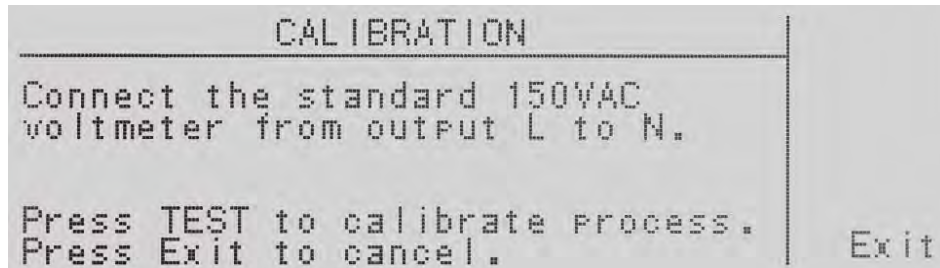 CALIBRATION
Connect the standard 150VAC
voltmeter from output L to N.
Press TEST to calibrate process.
Press Exit to cancel.
Exit